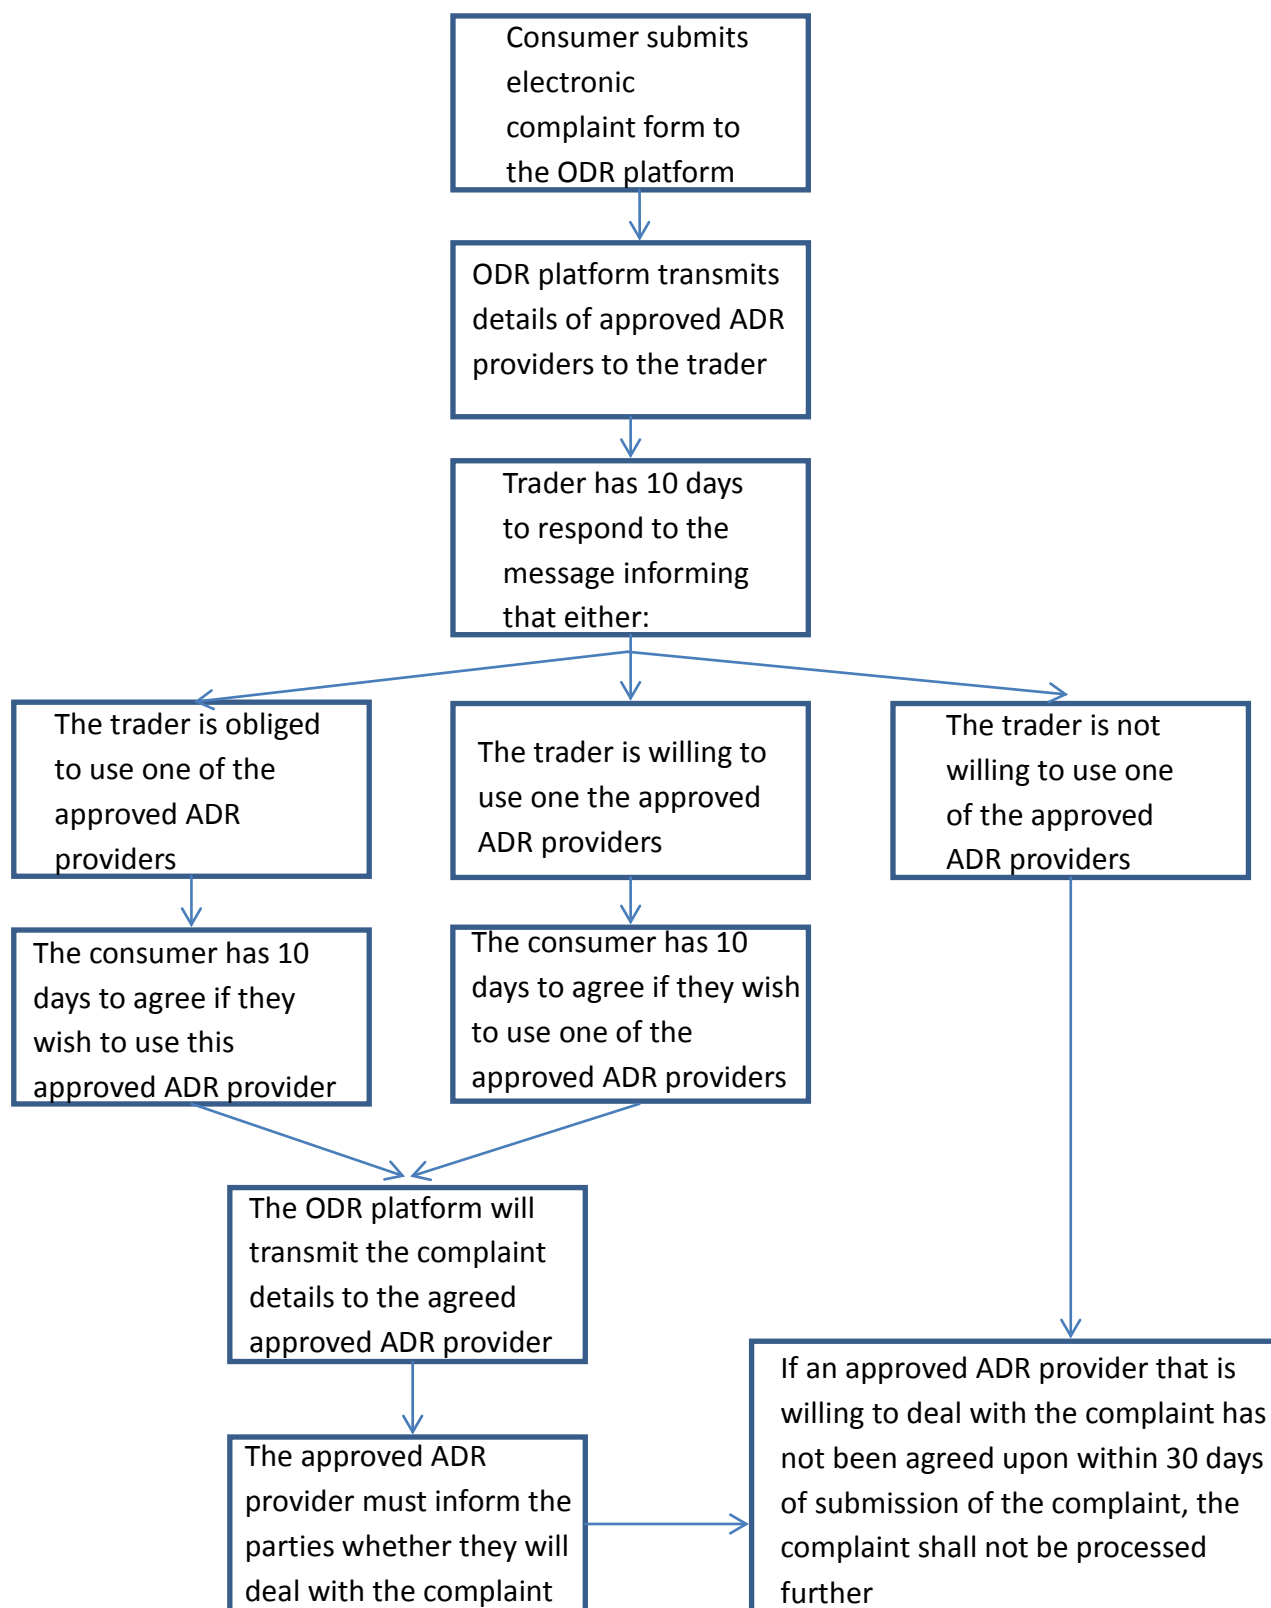 Consumer submits
electronic
complaint form to
the ODR platform
ODR platform transmits
details of approved ADR
providers to the trader
Trader has 10 days
to respond to the
message informing
that either:
The trader is obliged
to use one of the
approved ADR
providers
The trader is willing to
use one the approved
ADR providers
The trader is not
willing to use one
of the approved
ADR providers
The consumer has 10
days to agree if they
wish to use this
approved ADR provider
The consumer has 10
days to agree if they wish
to use one of the
approved ADR providers
The ODR platform will
transmit the complaint
details to the agreed
approved ADR provider
The approved ADR
provider must inform the
parties whether they will
deal with the complaint
If an approved ADR provider that is
willing to deal with the complaint has
not been agreed upon within 30 days
of submission of the complaint, the
complaint shall not be processed
further